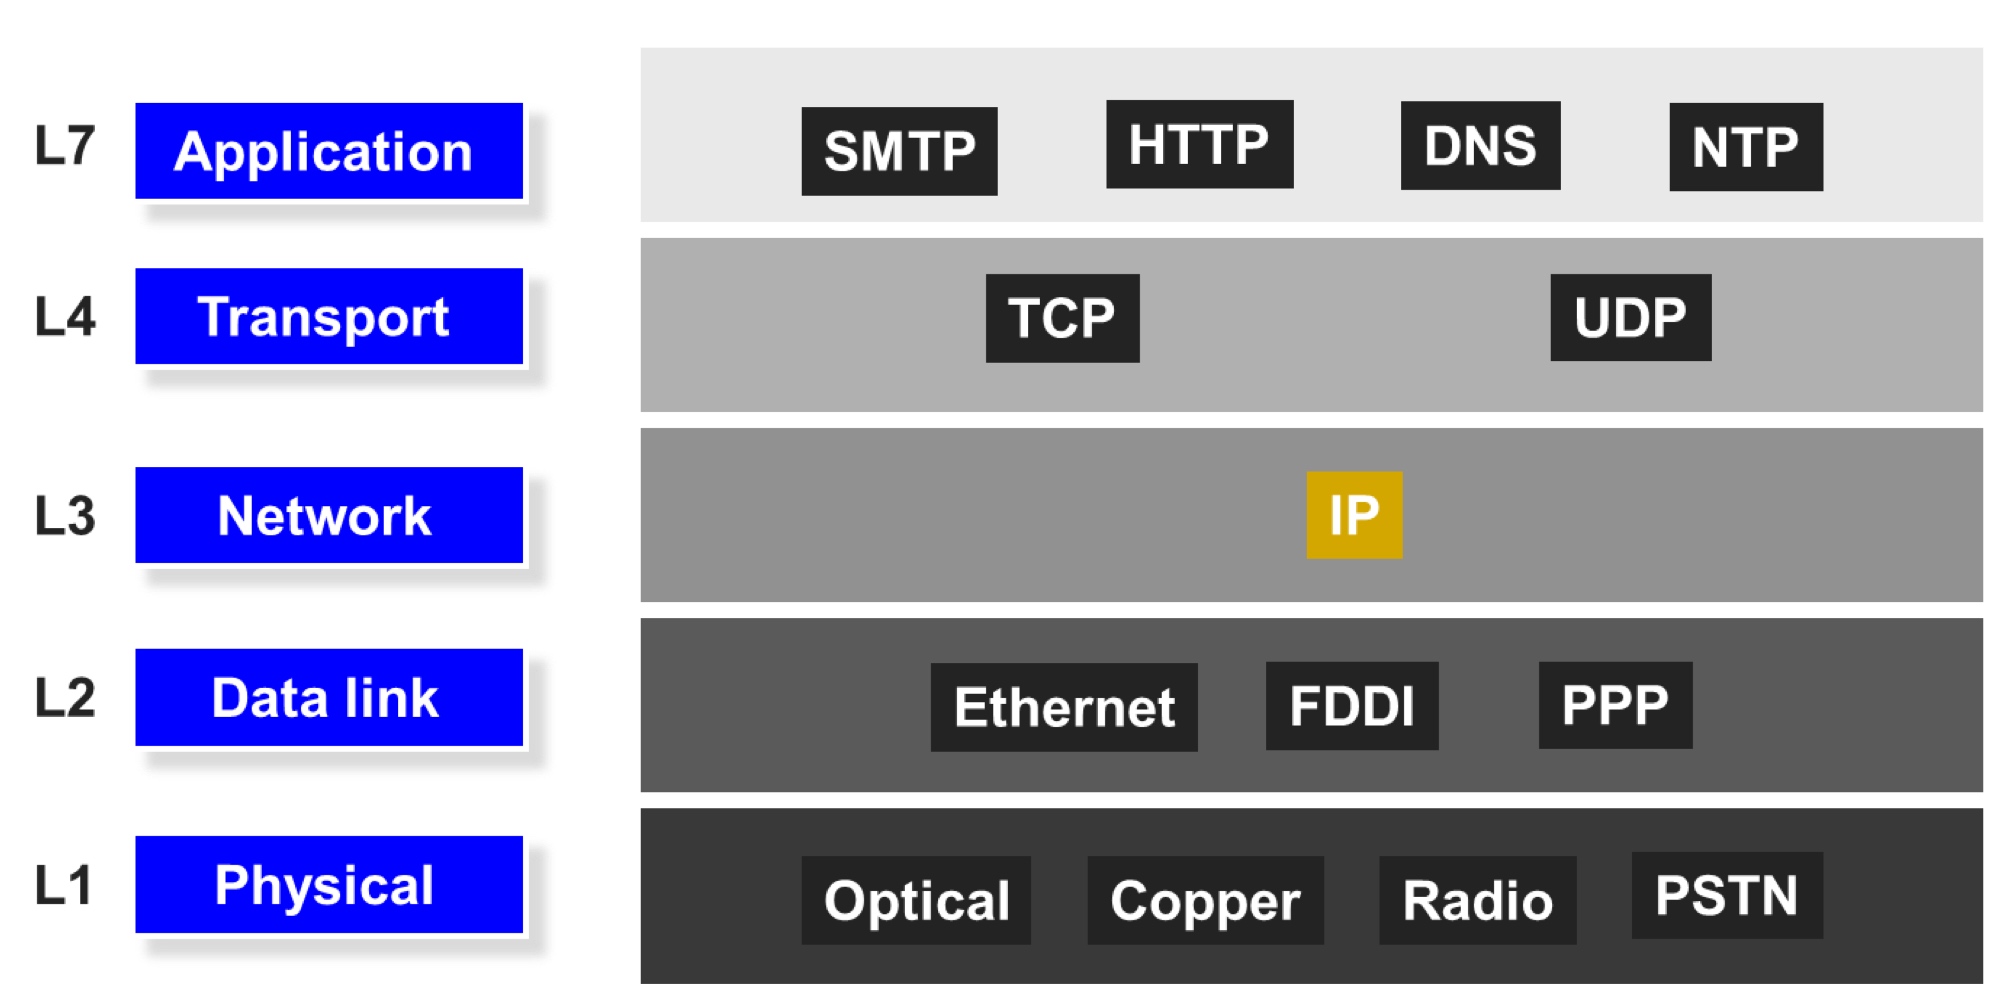 L7 Application SMTP HTTP DNS NTP
L4 Transport TCP UDP
L3 Network IP
L2 Data link Ethernet FDDI PPP
L1 Physical Optical Copper Radio PSTN